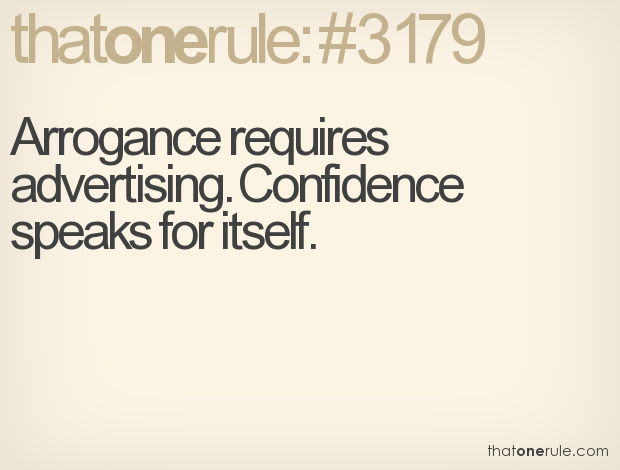 thatonerule: #3179
Arrogance requires
advertising. Confidence
speaks for itself.
thatonerule.com